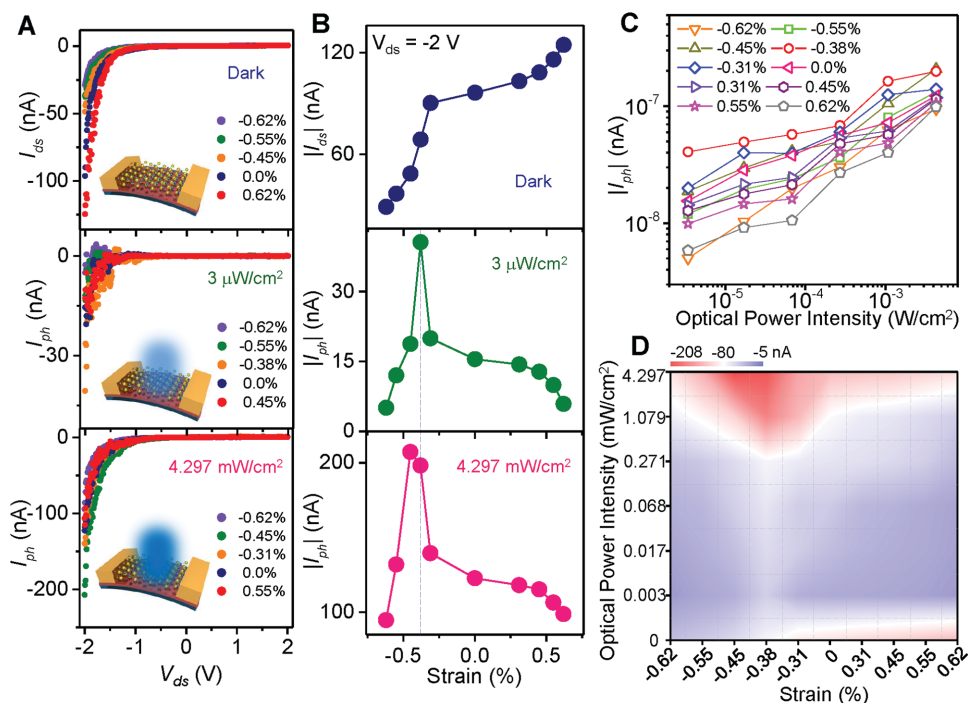 A
0
-50
-100
I_ds (nA)
Dark
-0.62%
-0.55%
-0.45%
0.0%
0.62%
0
-30
I_ph (nA)
3 μW/cm²
-0.62%
-0.55%
-0.38%
0.0%
0.45%
0
-50
-100
-150
-200
I_ph (nA)
4.297 mW/cm²
-0.62%
-0.45%
-0.31%
0.0%
0.55%
-2 -1 0 1 2
V_ds (V)
B
V_ds = -2 V
120
60
|I_ds| (nA)
Dark
45
30
15
0
|I_ph| (nA)
3 μW/cm²
200
100
|I_ph| (nA)
4.297 mW/cm²
-0.5 0.0 0.5
Strain (%)
C
-0.62% -0.55%
-0.45% -0.38%
-0.31% 0.0%
0.31% 0.45%
0.55% 0.62%
10⁻⁷
10⁻⁸
|I_ph| (nA)
10⁻⁵ 10⁻⁴ 10⁻³
Optical Power Intensity (W/cm²)
D
-208 -80 -5 nA
4.297
1.079
0.271
0.068
0.017
0.003
0
Optical Power Intensity (mW/cm²)
-0.62 -0.55 -0.45 -0.38 -0.31 0 0.31 0.45 0.55 0.62
Strain (%)